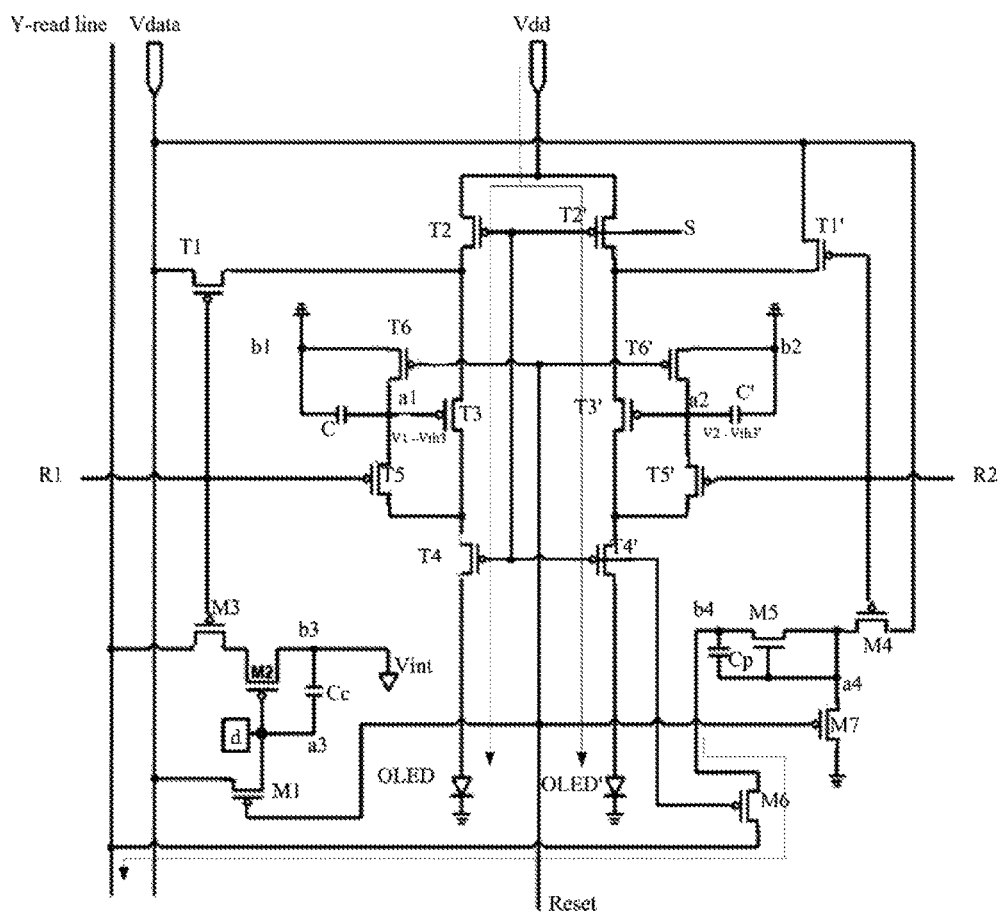 Y-read line Vdata Vdd
T2 T2' S T1'
T1
T6 T6'
b1 b2
a1 a2 C'
C T3 T3'
V1 -Vth3 V2 - Vth3'
R1 T5 T5' R2
T4 T4'
M3 b3 b4 M5
M2 Vint Cp M4
Cc a4
d a3 M7
M1 OLED OLED' M6
Reset